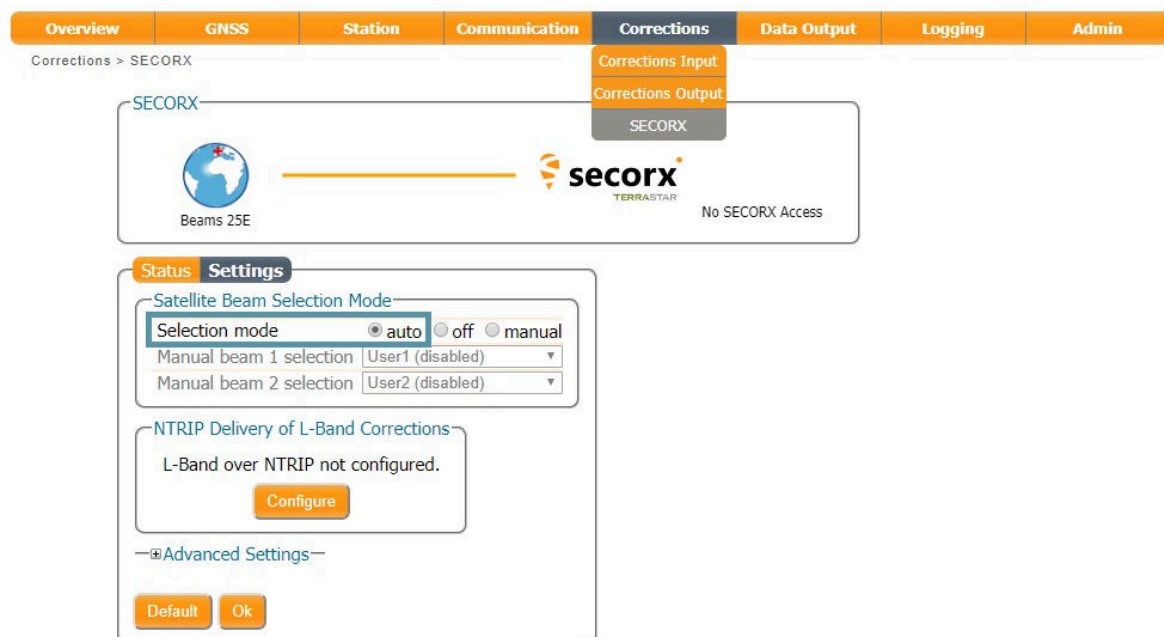 Overview GNSS Station Communication Corrections Data Output Logging Admin
Corrections > SECORX
Corrections Input
Corrections Output
SECORX
SECORX
secorx
TERRASTAR
No SECORX Access
Beams 25E
Status Settings
Satellite Beam Selection Mode
Selection mode auto off manual
Manual beam 1 selection User1 (disabled)
Manual beam 2 selection User2 (disabled)
NTRIP Delivery of L-Band Corrections
L-Band over NTRIP not configured.
Configure
Advanced Settings
Default Ok